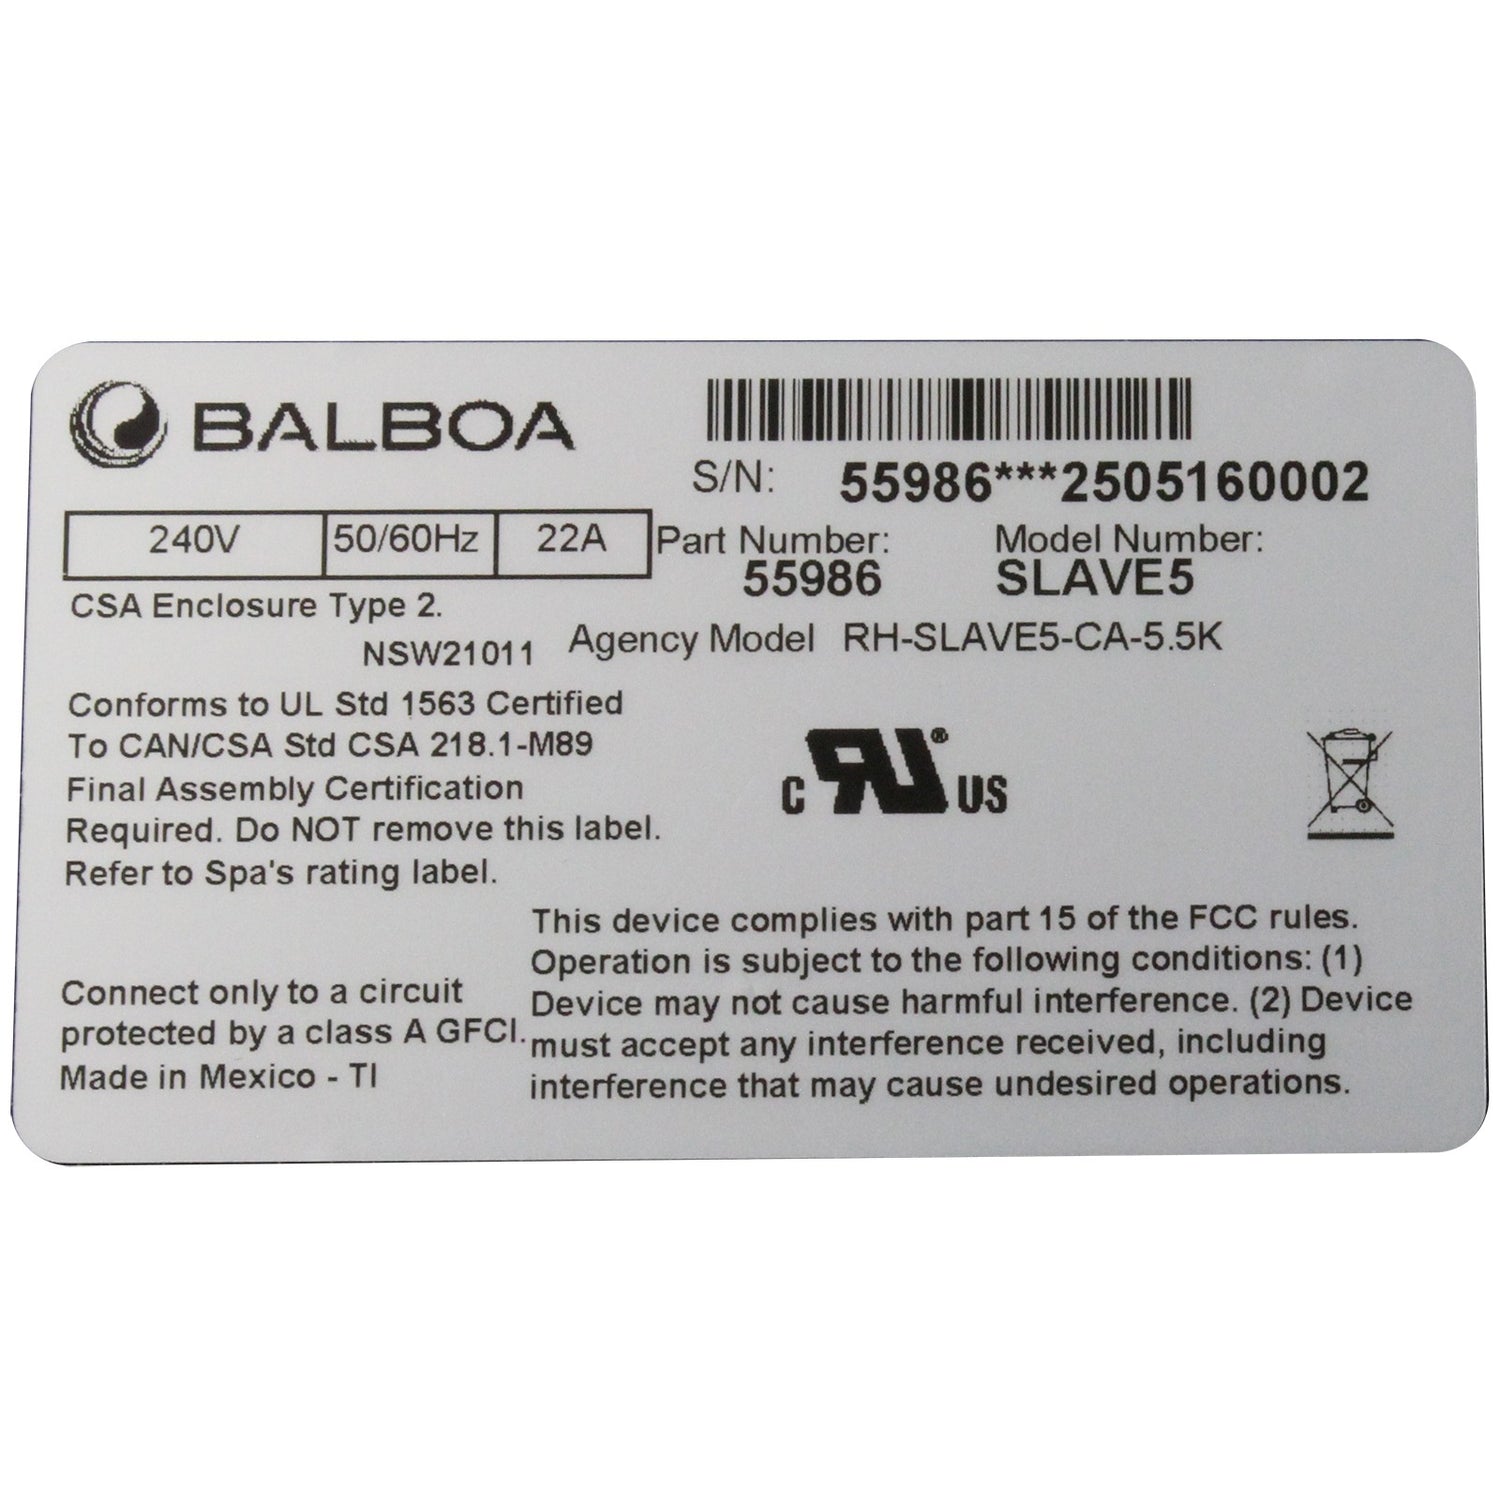 BALBOA
S/N: 55986***2505160002
240V 50/60Hz 22A
Part Number: Model Number:
55986 SLAVE5
CSA Enclosure Type 2.
NSW21011 Agency Model RH-SLAVE5-CA-5.5K
Conforms to UL Std 1563 Certified
To CAN/CSA Std CSA 218.1-M89
Final Assembly Certification
Required. Do NOT remove this label.
Refer to Spa's rating label.
C RU® US
Connect only to a circuit
protected by a class A GFCI.
Made in Mexico - TI
This device complies with part 15 of the FCC rules.
Operation is subject to the following conditions: (1)
Device may not cause harmful interference. (2) Device
must accept any interference received, including
interference that may cause undesired operations.